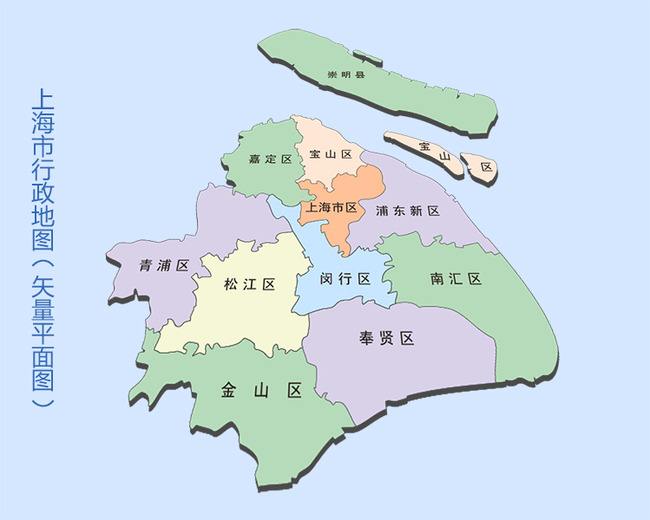 上海市行政地图（矢量平面图）
崇明县
宝山区
嘉定区
宝山区
上海市区
浦东新区
青浦区
松江区
闵行区
南汇区
奉贤区
金山区